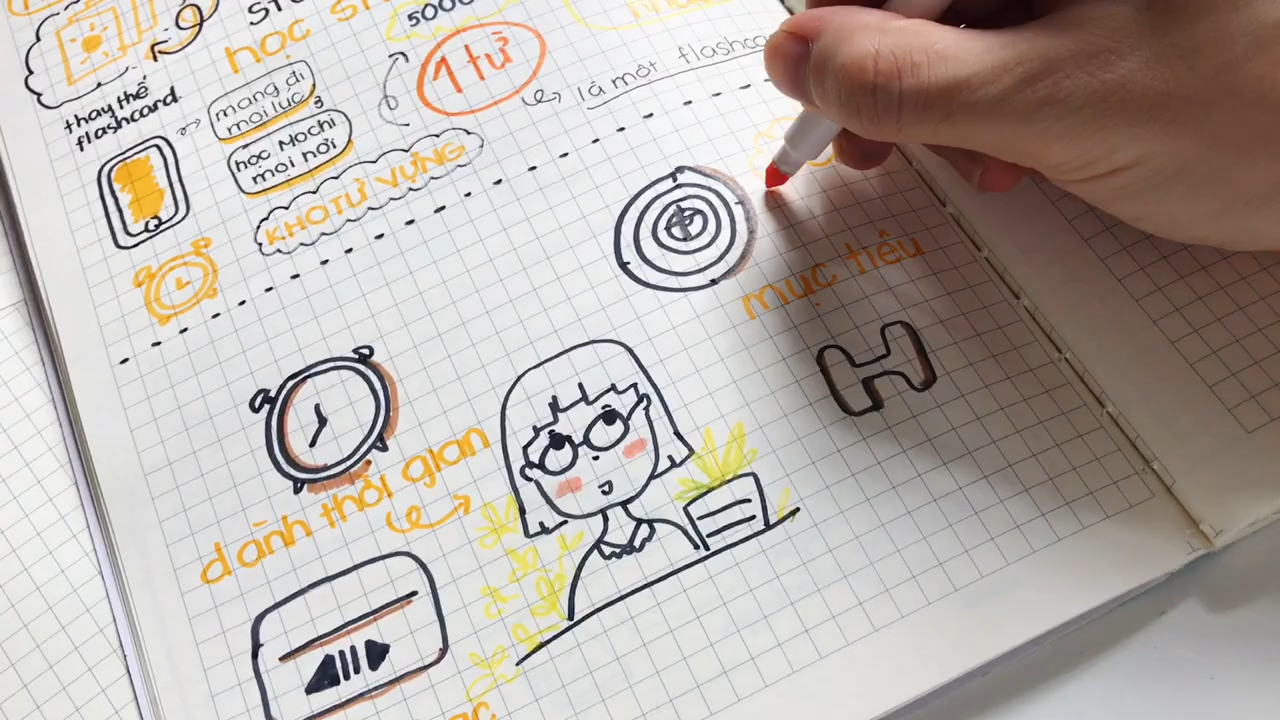 học
5000
1 từ
là một flashca
thay thế
flashcard.
mang đi
mọi lúc
học Mochi
mọi nơi
KHO TỪ VỰNG
mục tiêu
dành thời gian